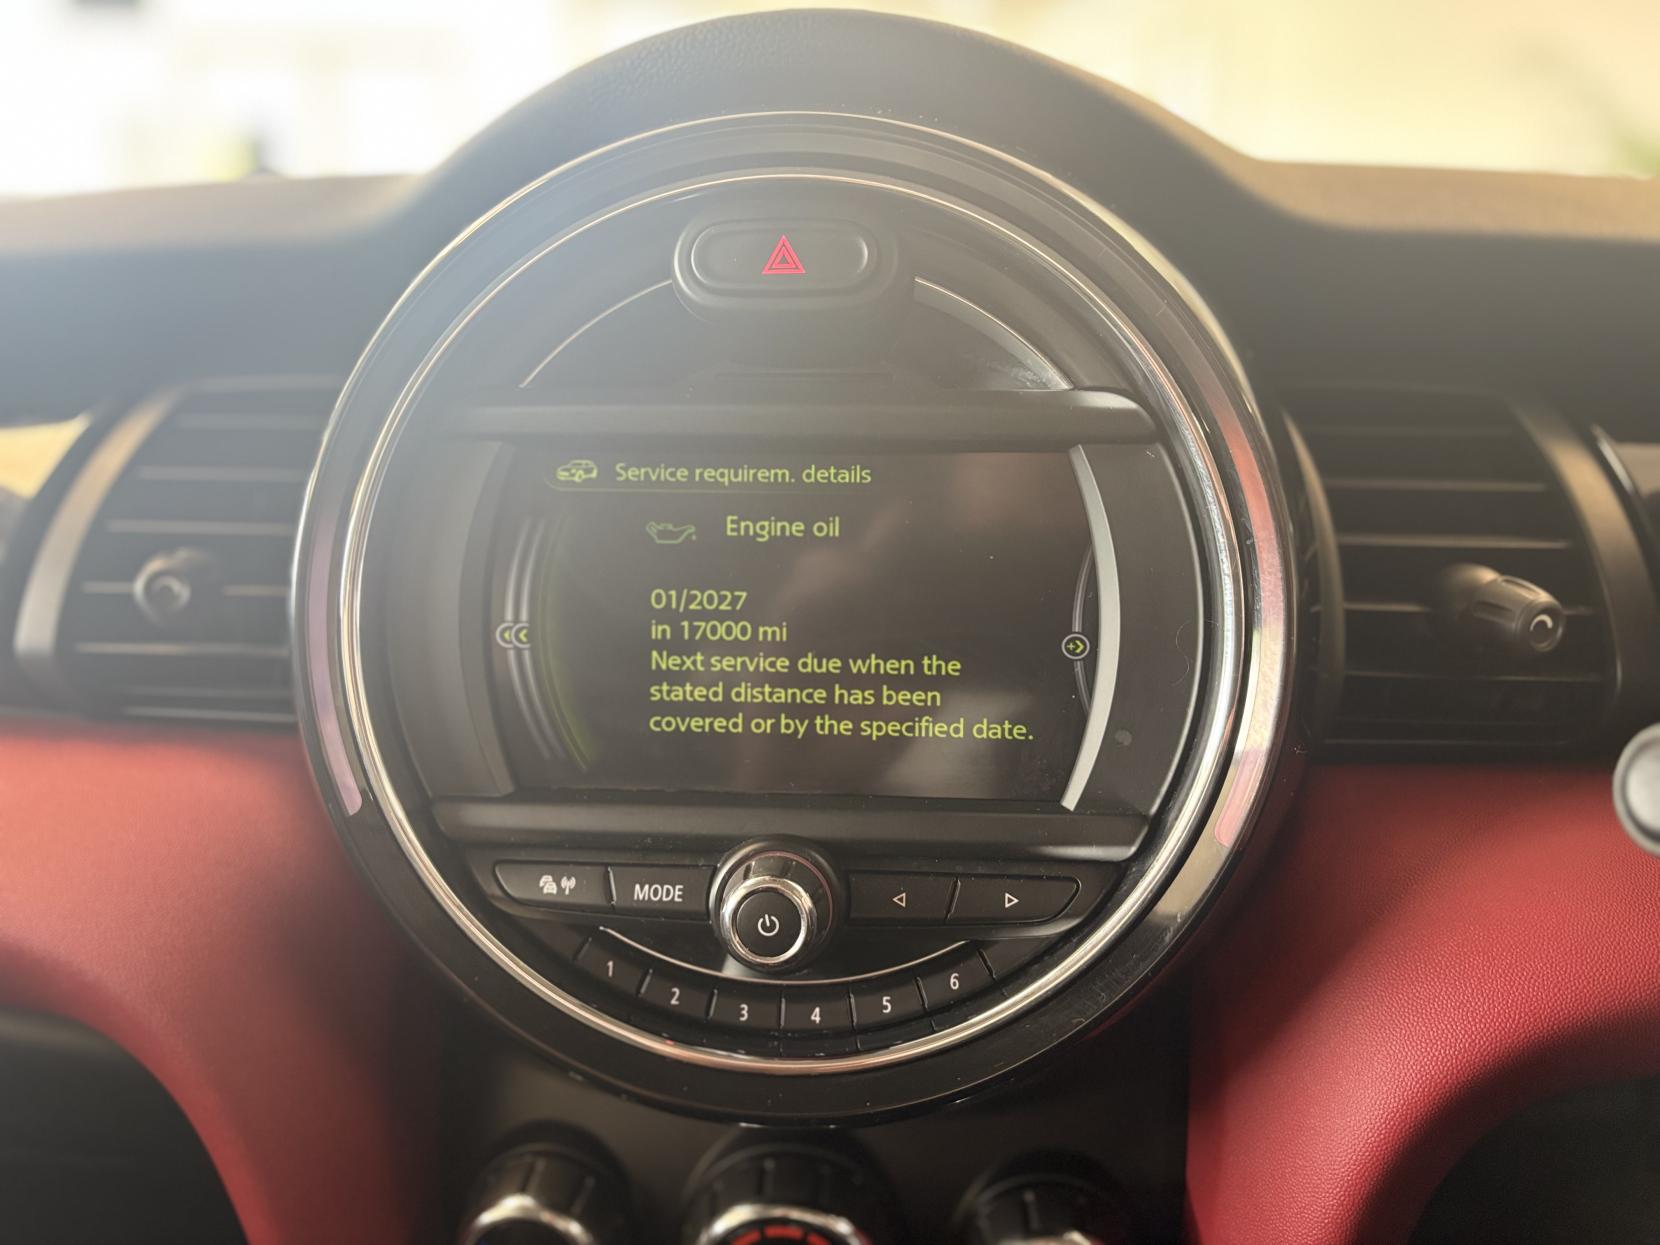 Service requirem. details
Engine oil
01/2027
in 17000 mi
Next service due when the
stated distance has been
covered or by the specified date.
MODE
1
2
3
4
5
6